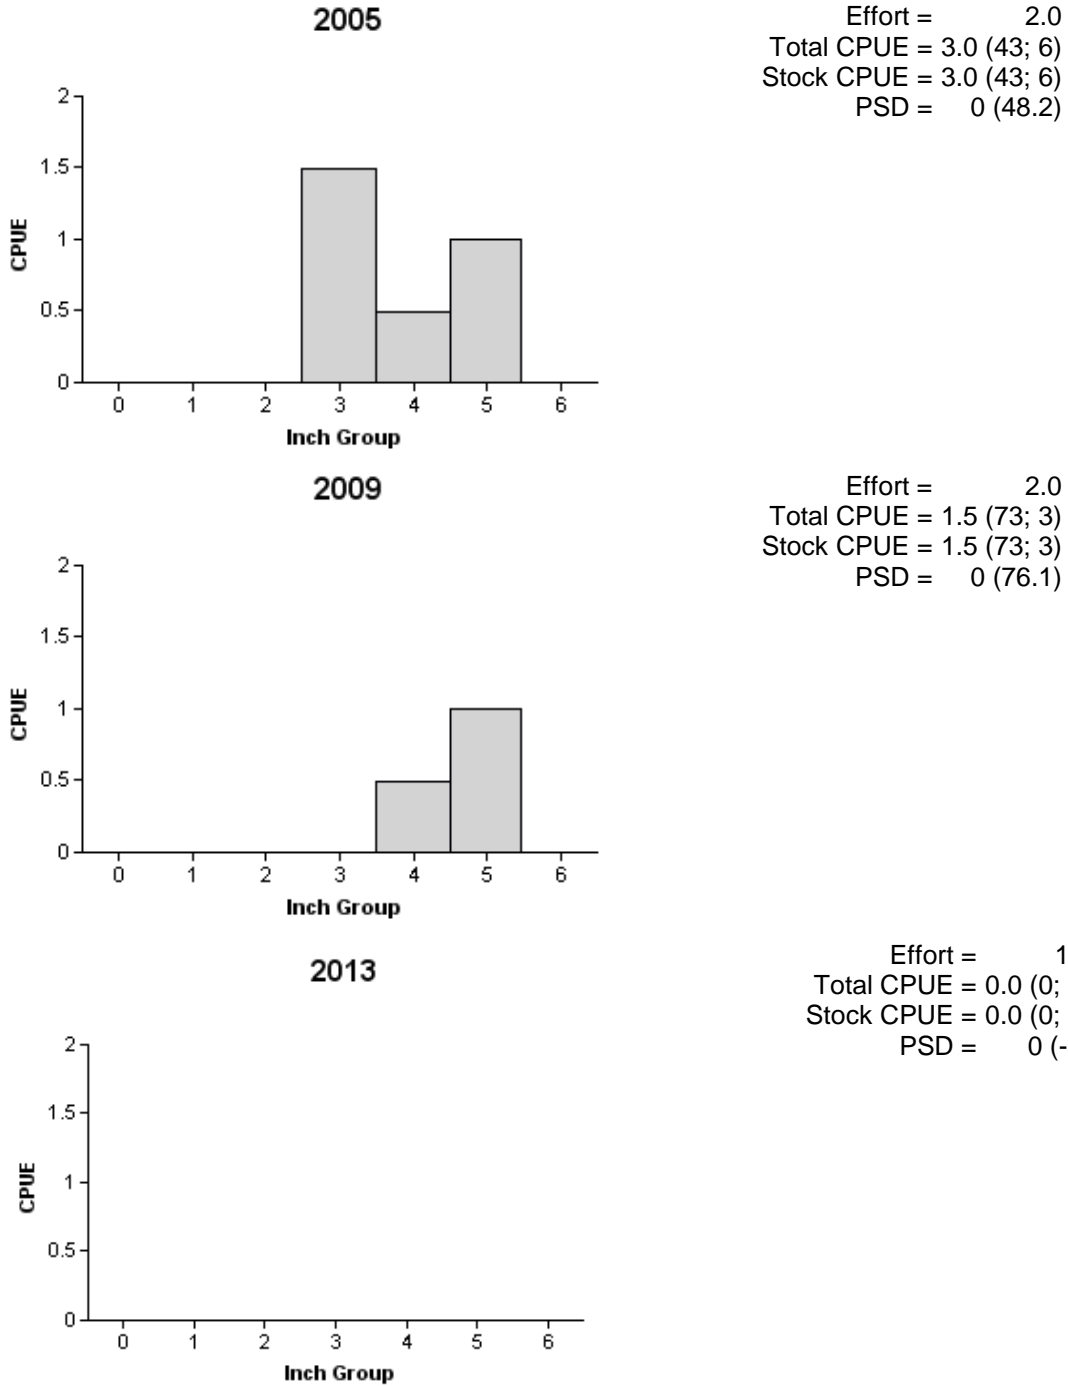 2005
Effort = 2.0
Total CPUE = 3.0 (43; 6)
Stock CPUE = 3.0 (43; 6)
PSD = 0 (48.2)
2
1.5
1
0.5
0
CPUE
0 1 2 3 4 5 6
Inch Group
2009
Effort = 2.0
Total CPUE = 1.5 (73; 3)
Stock CPUE = 1.5 (73; 3)
PSD = 0 (76.1)
2
1.5
1
0.5
0
CPUE
0 1 2 3 4 5 6
Inch Group
2013
Effort = 1
Total CPUE = 0.0 (0;
Stock CPUE = 0.0 (0;
PSD = 0 (-
2
1.5
1
0.5
0
CPUE
0 1 2 3 4 5 6
Inch Group